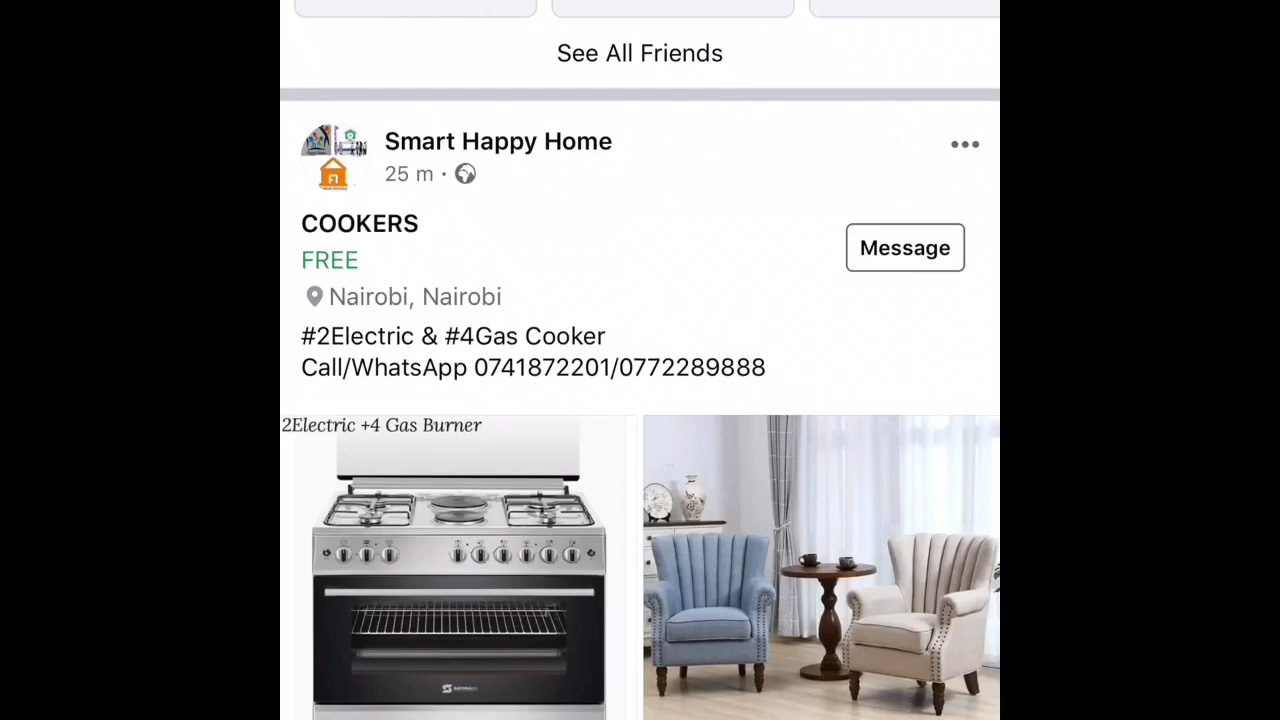 See All Friends
Smart Happy Home
25 m ·
COOKERS
FREE
Message
Nairobi, Nairobi
#2Electric & #4Gas Cooker
Call/WhatsApp 0741872201/0772289888
2Electric +4 Gas Burner